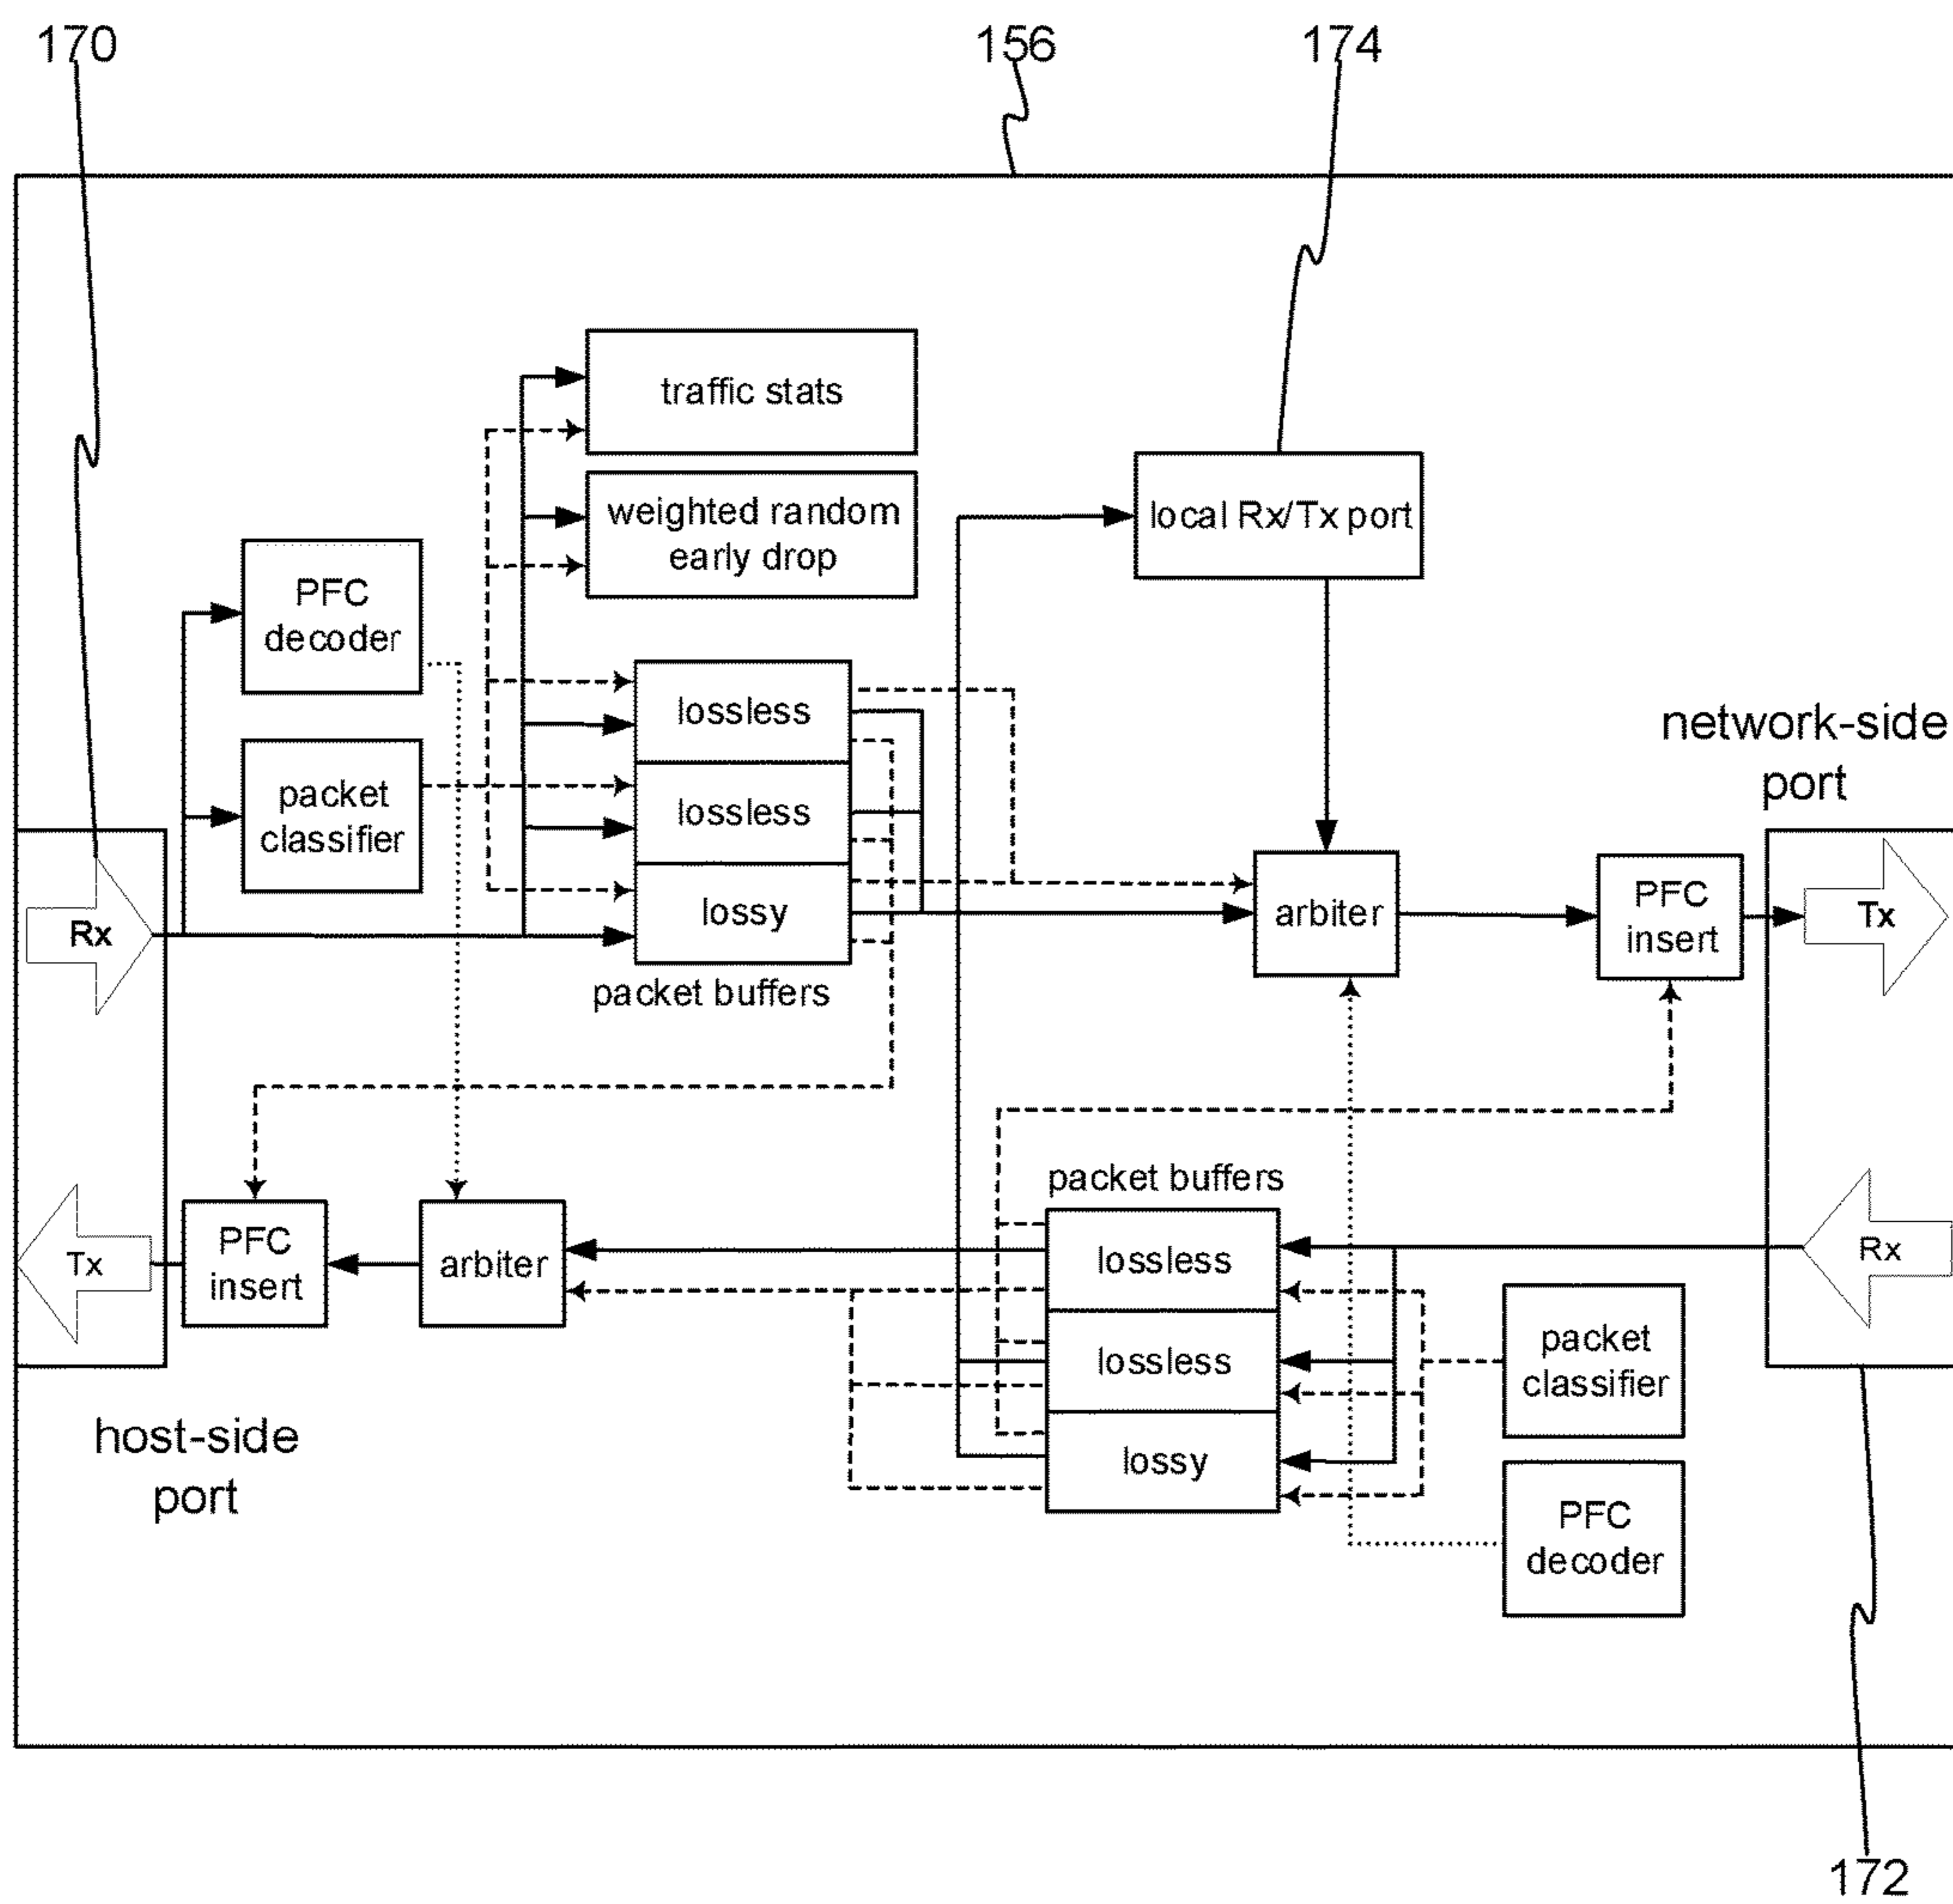 170
156
174
traffic stats
weighted random
early drop
local Rx/Tx port
PFC
decoder
lossless
packet
classifier
lossless
lossy
packet buffers
Rx
arbiter
PFC
insert
network-side
port
Tx
PFC
insert
Tx
arbiter
packet buffers
lossless
lossless
lossy
Rx
packet
classifier
PFC
decoder
host-side
port
172